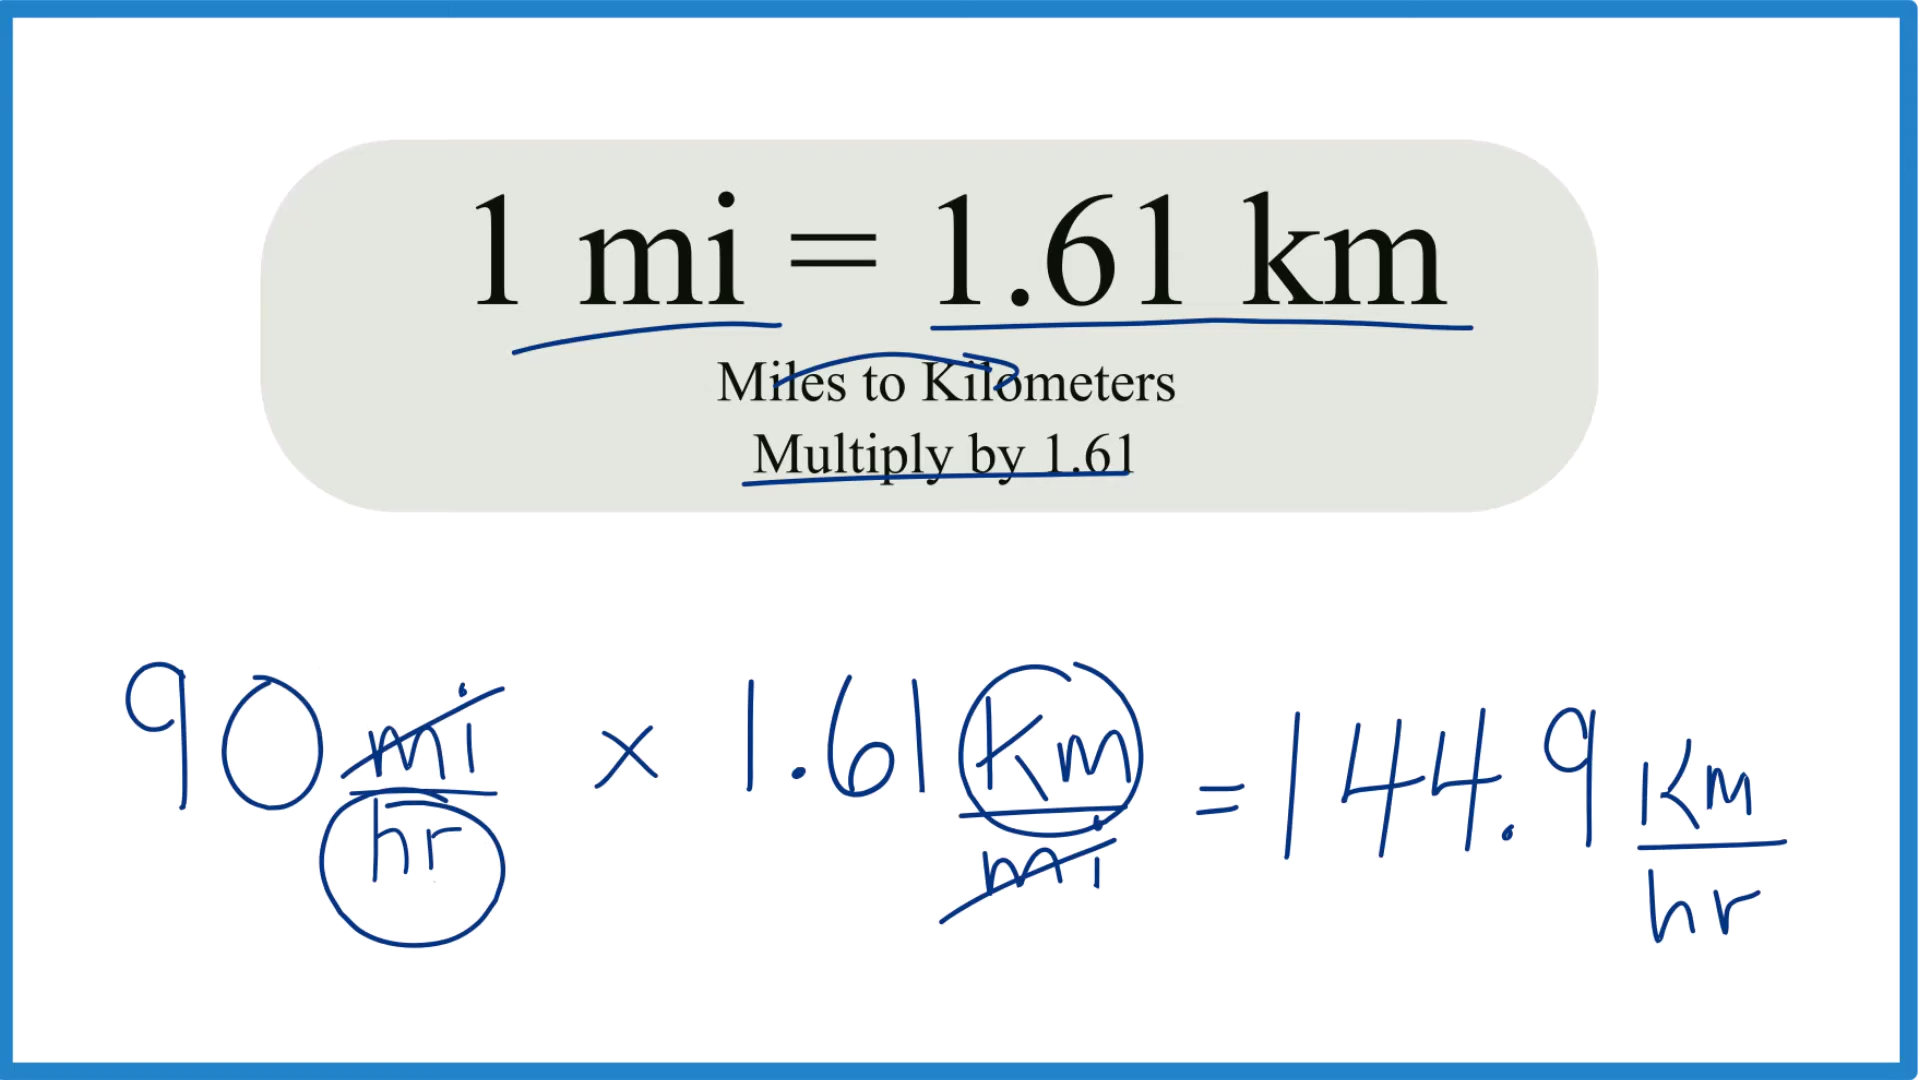 1 mi = 1.61 km
Miles to Kilometers
Multiply by 1.61
90 mi/hr × 1.61 Km/mi = 144.9 Km/hr